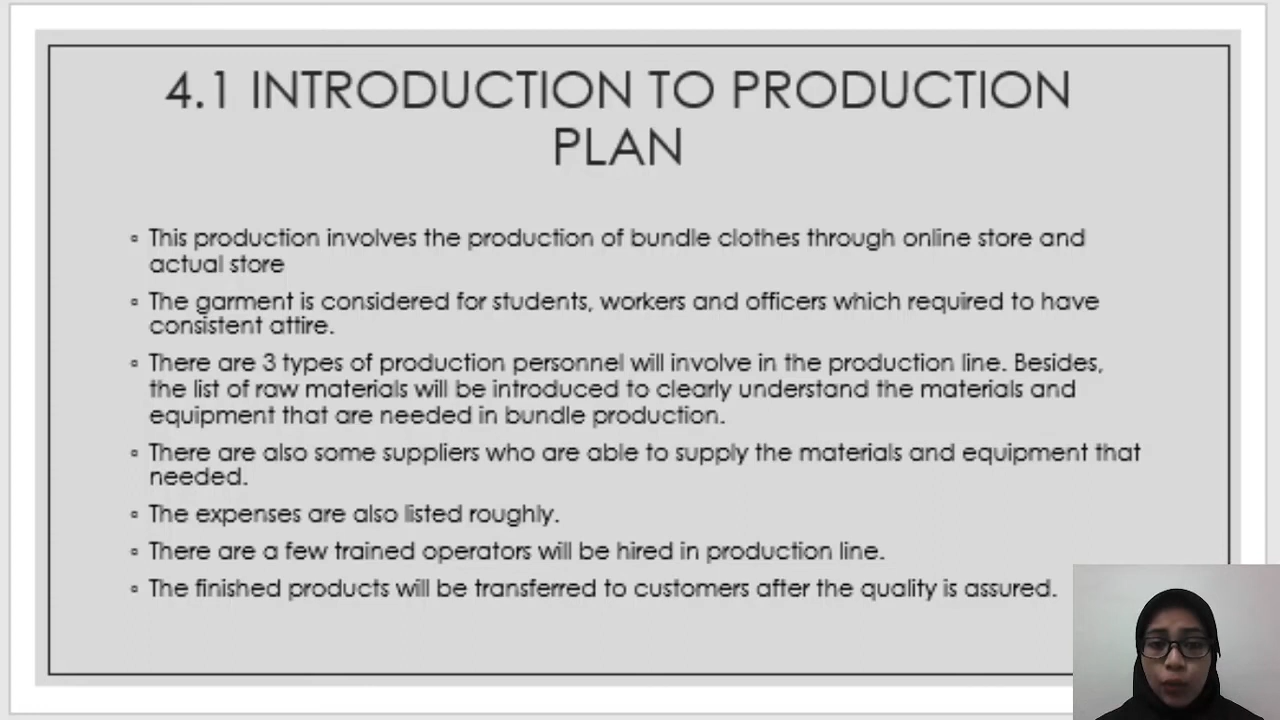 4.1 INTRODUCTION TO PRODUCTION
PLAN
▫ This production involves the production of bundle clothes through online store and
actual store
▫ The garment is considered for students, workers and officers which required to have
consistent attire.
▫ There are 3 types of production personnel will involve in the production line. Besides,
the list of raw materials will be introduced to clearly understand the materials and
equipment that are needed in bundle production.
▫ There are also some suppliers who are able to supply the materials and equipment that
needed.
▫ The expenses are also listed roughly.
▫ There are a few trained operators will be hired in production line.
▫ The finished products will be transferred to customers after the quality is assured.